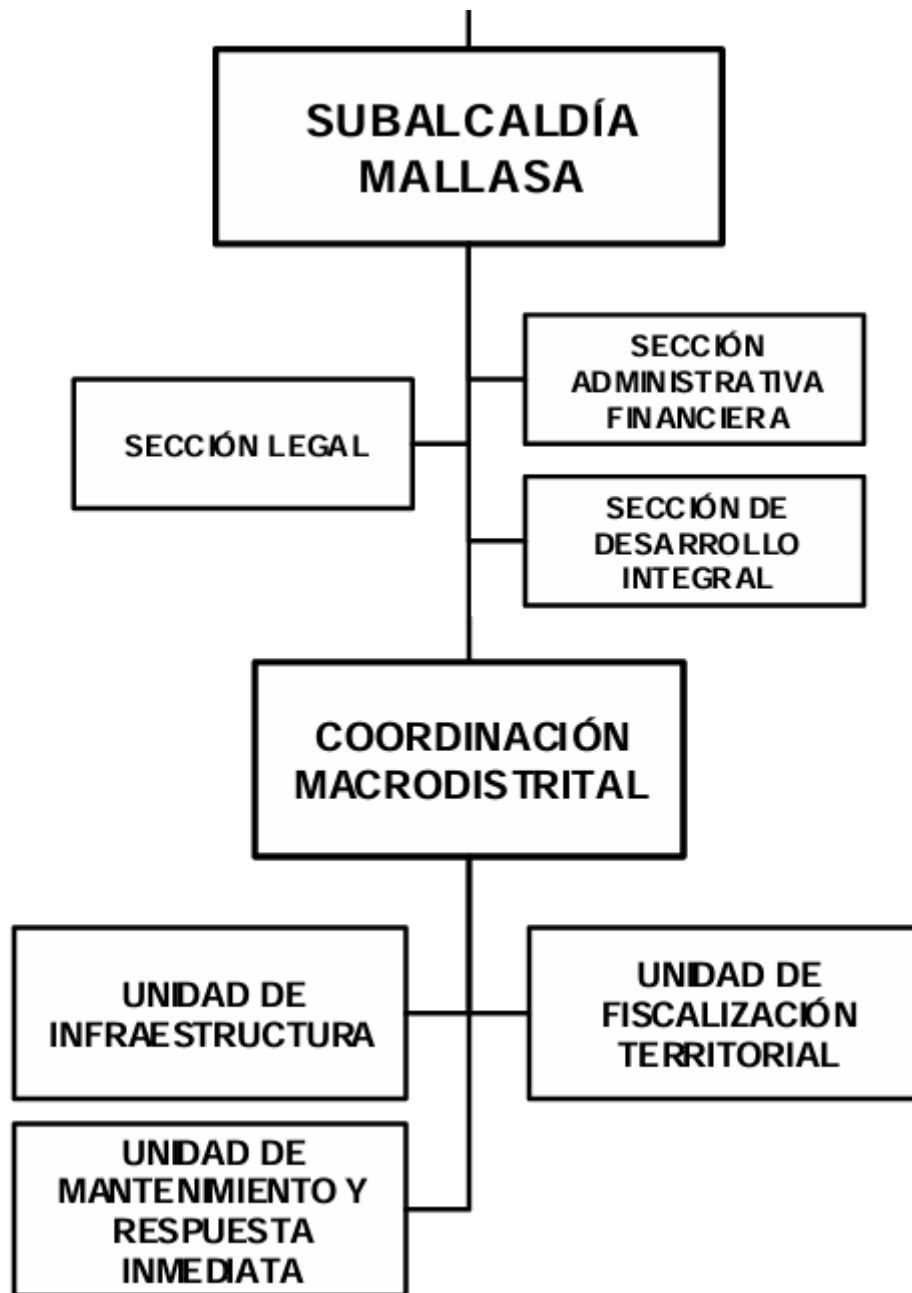 SUBALCALDÍA
MALLASA
SECCIÓN
ADMINISTRATIVA
FINANCIERA
SECCIÓN LEGAL
SECCIÓN DE
DESARROLLO
INTEGRAL
COORDINACIÓN
MACRODISTRITAL
UNIDAD DE
INFRAESTRUCTURA
UNIDAD DE
FISCALIZACIÓN
TERRITORIAL
UNIDAD DE
MANTENIMIENTO Y
RESPUESTA
INMEDIATA